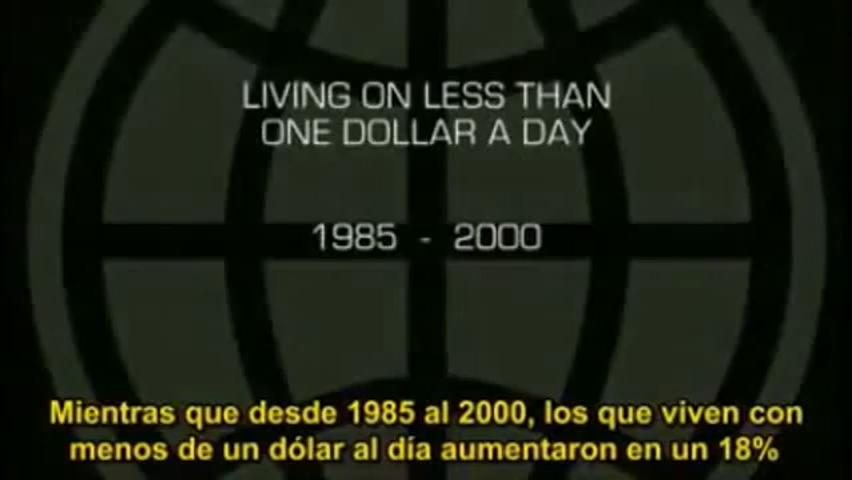 LIVING ON LESS THAN
ONE DOLLAR A DAY
1985 - 2000
Mientras que desde 1985 al 2000, los que viven con
menos de un dólar al día aumentaron en un 18%